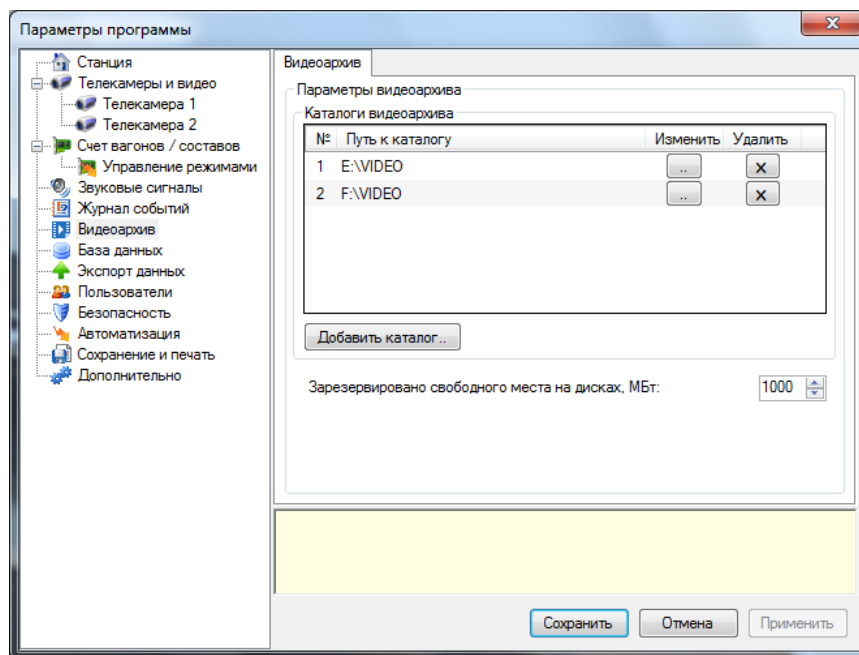 Параметры программы
Станция
Телекамеры и видео
Телекамера 1
Телекамера 2
Счет вагонов / составов
Управление режимами
Звуковые сигналы
Журнал событий
Видеоархив
База данных
Экспорт данных
Пользователи
Безопасность
Автоматизация
Сохранение и печать
Дополнительно
Видеоархив
Параметры видеоархива
Каталоги видеоархива
№ Путь к каталогу Изменить Удалить
1 E:\VIDEO .. x
2 F:\VIDEO .. x
Добавить каталог..
Зарезервировано свободного места на дисках, МБт: 1000
Сохранить Отмена Применить